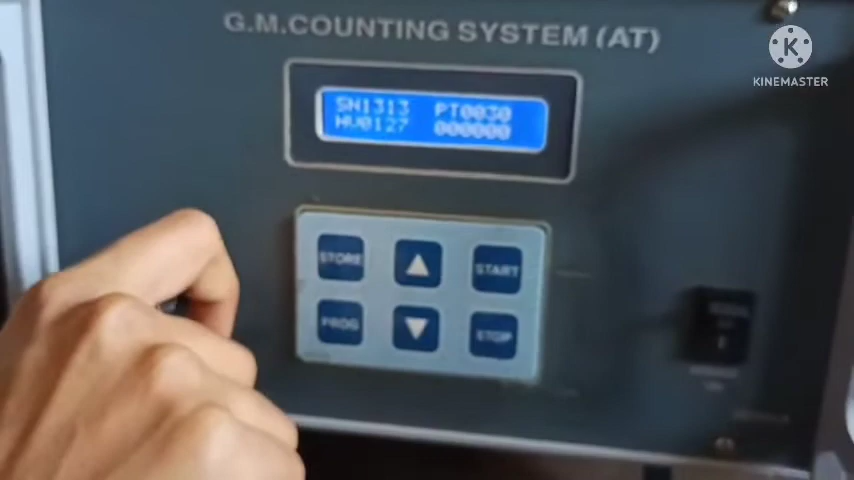 G.M.COUNTING SYSTEM (AT)
K
KINEMASTER
SN1313 PT0030
HV0127 000000
STORE
START
PROG
STOP